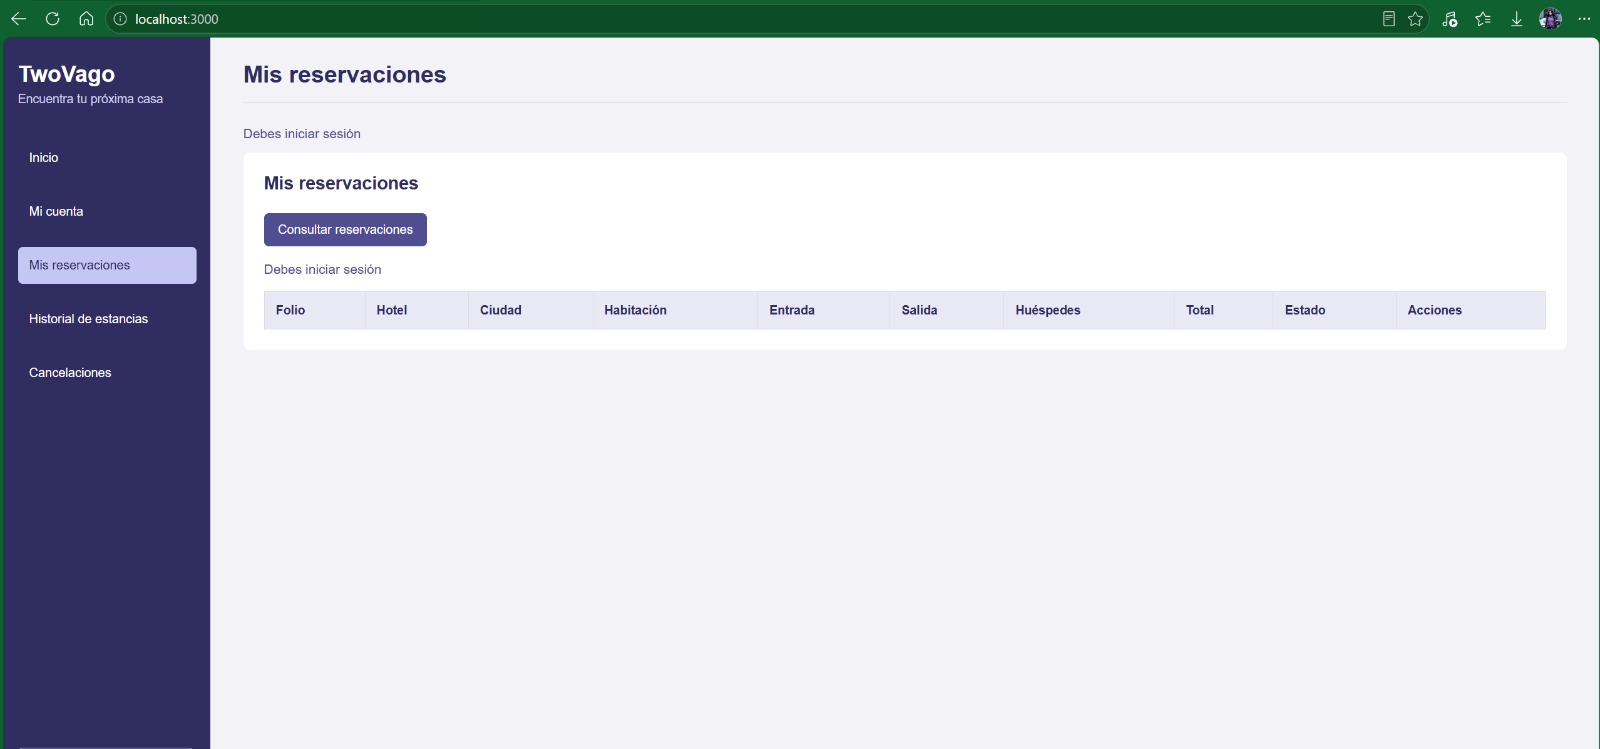 localhost:3000
TwoVago
Encuentra tu próxima casa
Inicio
Mi cuenta
Mis reservaciones
Historial de estancias
Cancelaciones
Mis reservaciones
Debes iniciar sesión
Mis reservaciones
Consultar reservaciones
Debes iniciar sesión
Folio Hotel Ciudad Habitación Entrada Salida Huéspedes Total Estado Acciones